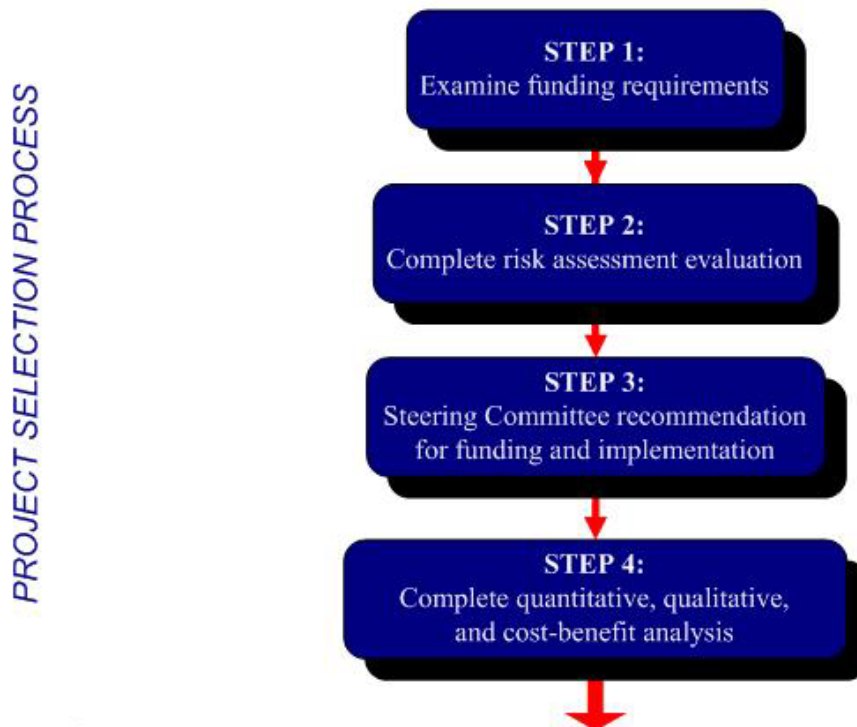 PROJECT SELECTION PROCESS
STEP 1:
Examine funding requirements
STEP 2:
Complete risk assessment evaluation
STEP 3:
Steering Committee recommendation
for funding and implementation
STEP 4:
Complete quantitative, qualitative,
and cost-benefit analysis